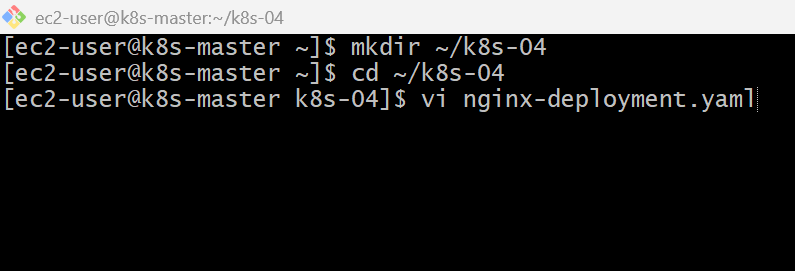 ec2-user@k8s-master:~/k8s-04
[ec2-user@k8s-master ~]$ mkdir ~/k8s-04
[ec2-user@k8s-master ~]$ cd ~/k8s-04
[ec2-user@k8s-master k8s-04]$ vi nginx-deployment.yaml